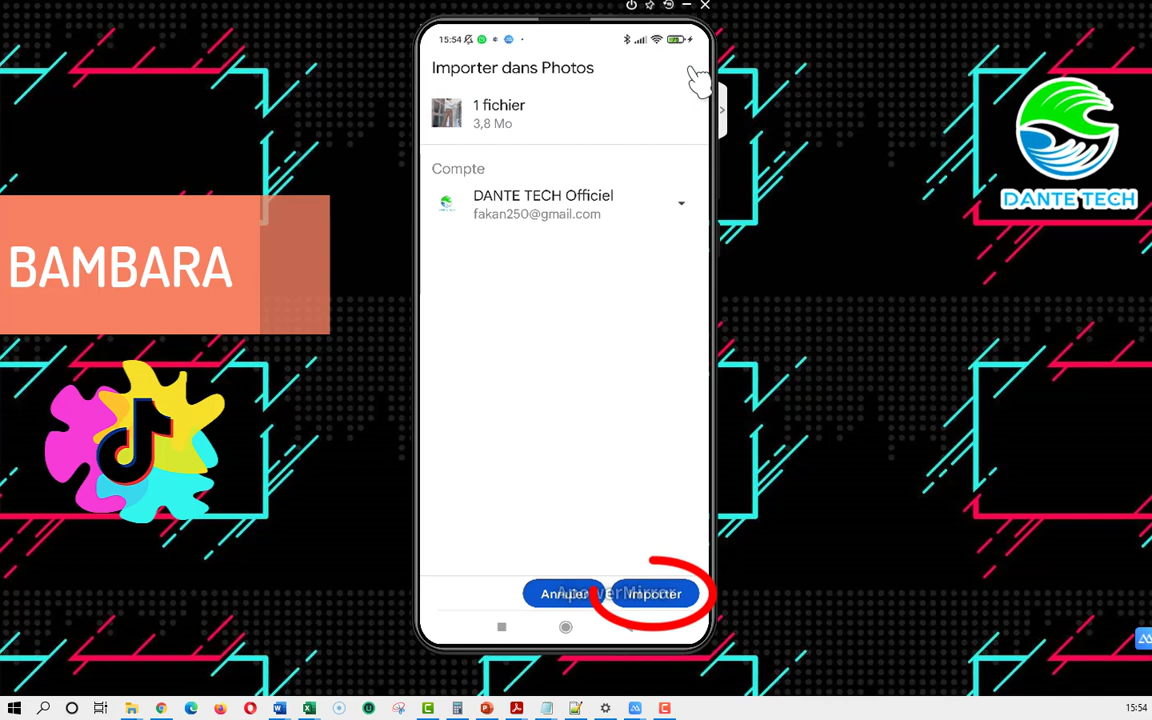 15:54
Importer dans Photos
1 fichier
3,8 Mo
Compte
DANTE TECH Officiel
fakan250@gmail.com
Annuler
Importer
ApowerMirror
BAMBARA
DANTE TECH
15:54